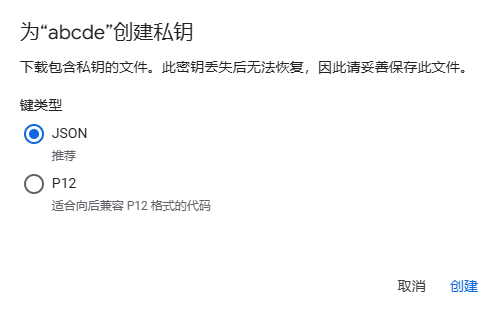 为“abcde”创建私钥
下载包含私钥的文件。此密钥丢失后无法恢复，因此请妥善保存此文件。
键类型
JSON
推荐
P12
适合向后兼容 P12 格式的代码
取消 创建